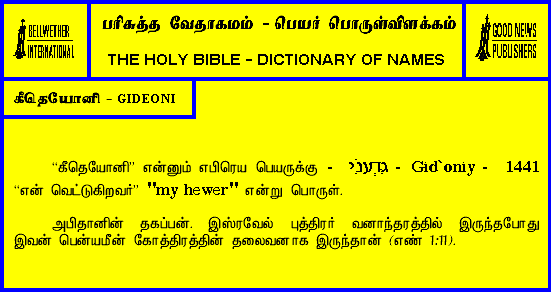 BELLWETHER
INTERNATIONAL
பரிசுத்த வேதாகமம் - பெயர் பொருள்விளக்கம்
THE HOLY BIBLE - DICTIONARY OF NAMES
GOOD NEWS
PUBLISHERS
கீதெயோனி - GIDEONI
“கீதெயோனி” என்னும் எபிரெய பெயருக்கு - גִּדְעֹנִי - Gid`oniy - 1441
“என் வெட்டுகிறவர்” "my hewer" என்று பொருள்.
அபிதானின் தகப்பன். இஸ்ரவேல் புத்திரர் வனாந்தரத்தில் இருந்தபோது
இவன் பென்யமீன் கோத்திரத்தின் தலைவனாக இருந்தான் (எண் 1:11).